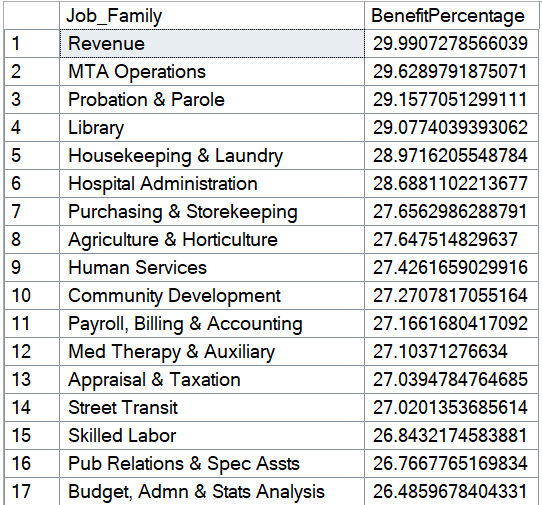 Job_Family BenefitPercentage
1 Revenue 29.9907278566039
2 MTA Operations 29.6289791875071
3 Probation & Parole 29.1577051299111
4 Library 29.0774039393062
5 Housekeeping & Laundry 28.9716205548784
6 Hospital Administration 28.6881102213677
7 Purchasing & Storekeeping 27.6562986288791
8 Agriculture & Horticulture 27.647514829637
9 Human Services 27.4261659029916
10 Community Development 27.2707817055164
11 Payroll, Billing & Accounting 27.1661680417092
12 Med Therapy & Auxiliary 27.10371276634
13 Appraisal & Taxation 27.0394784764685
14 Street Transit 27.0201353685614
15 Skilled Labor 26.8432174583881
16 Pub Relations & Spec Assts 26.7667765169834
17 Budget, Admn & Stats Analysis 26.4859678404331